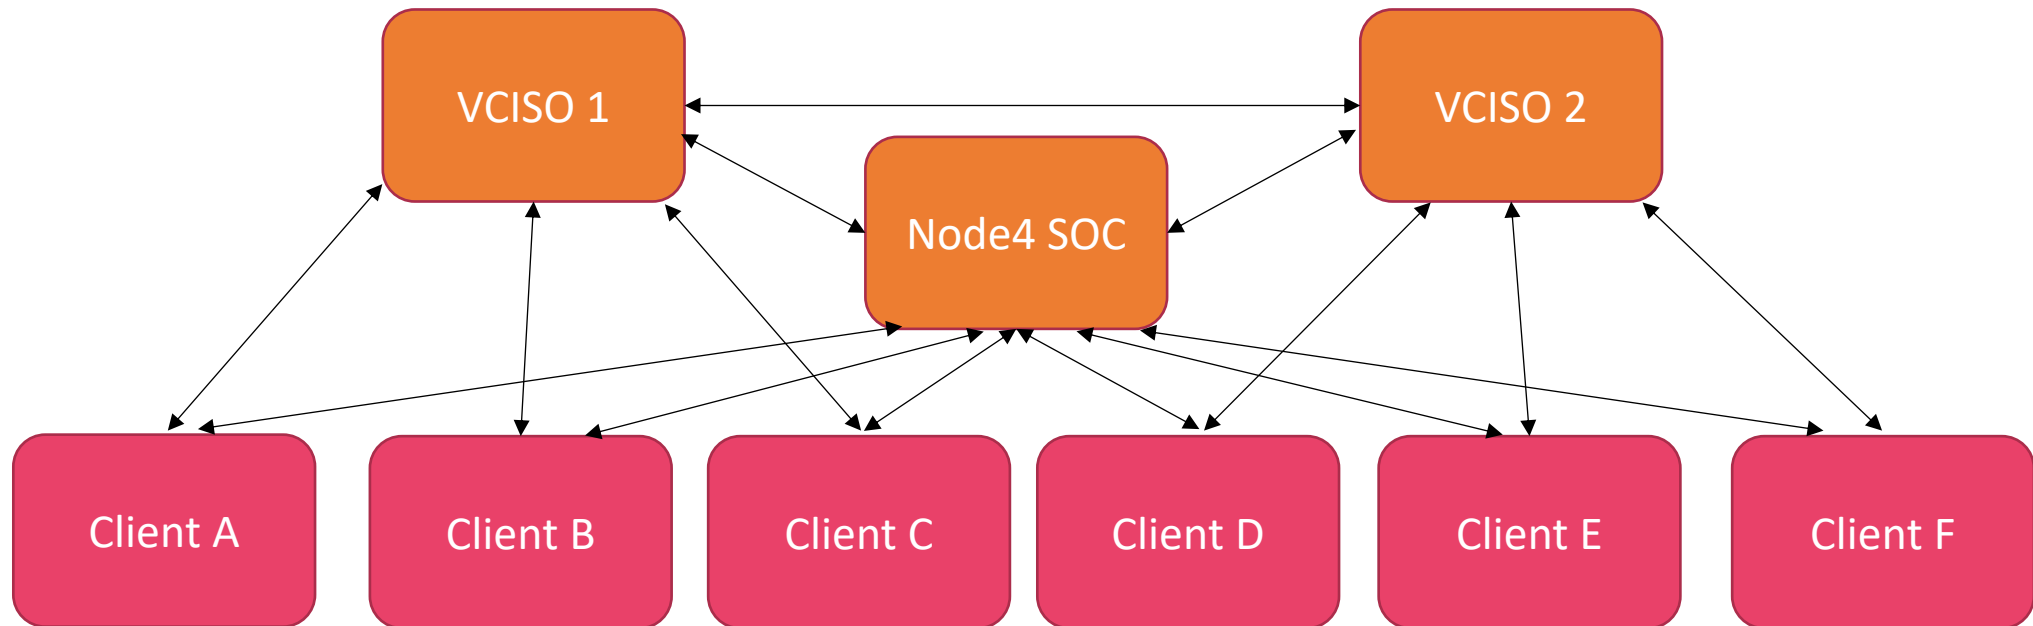 VCISO 1
VCISO 2
Node4 SOC
Client A
Client B
Client C
Client D
Client E
Client F